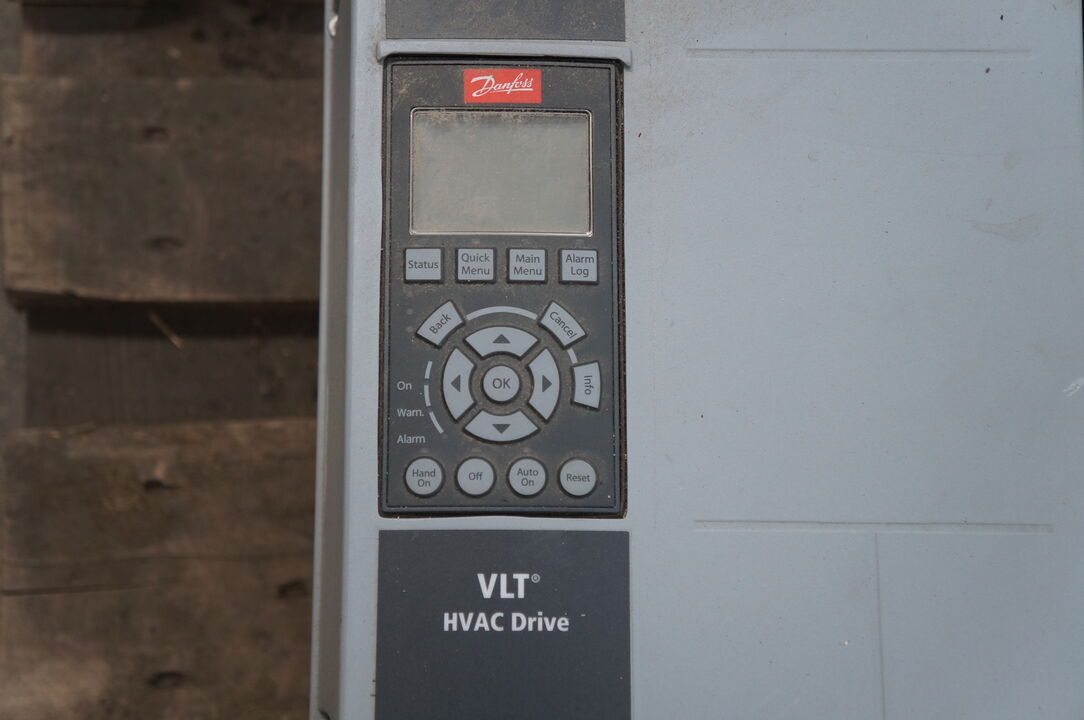 Danfoss
Status
Quick
Menu
Main
Menu
Alarm
Log
Back
Cancel
OK
Info
On
Warn.
Alarm
Hand
On
Off
Auto
On
Reset
VLT®
HVAC Drive